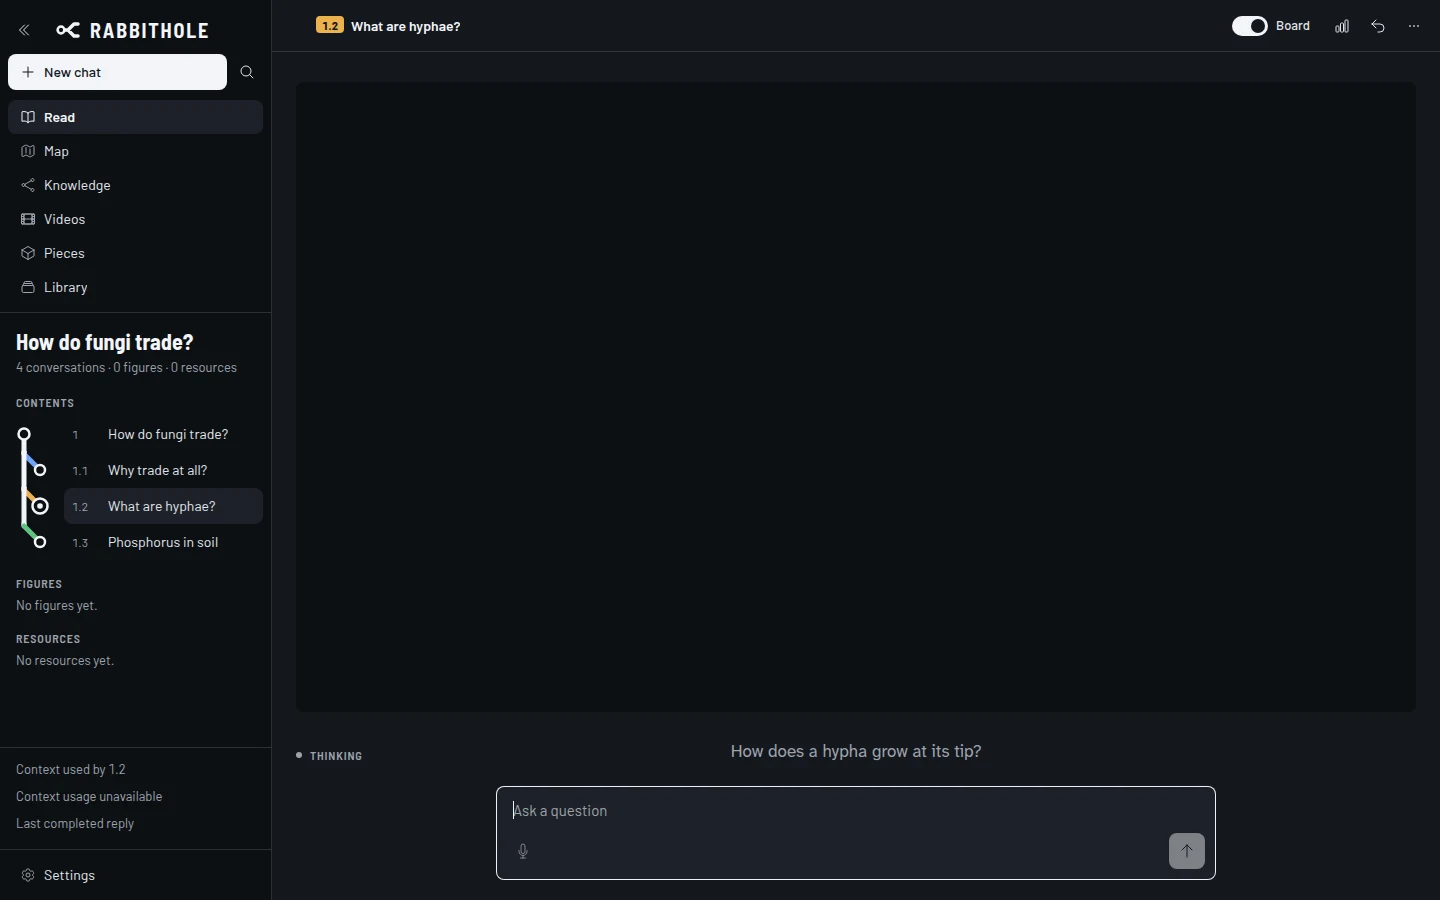 RABBITHOLE
New chat
Read
Map
Knowledge
Videos
Pieces
Library
How do fungi trade?
4 conversations · 0 figures · 0 resources
CONTENTS
1 How do fungi trade?
1.1 Why trade at all?
1.2 What are hyphae?
1.3 Phosphorus in soil
FIGURES
No figures yet.
RESOURCES
No resources yet.
Context used by 1.2
Context usage unavailable
Last completed reply
Settings
1.2 What are hyphae?
Board
THINKING
How does a hypha grow at its tip?
Ask a question